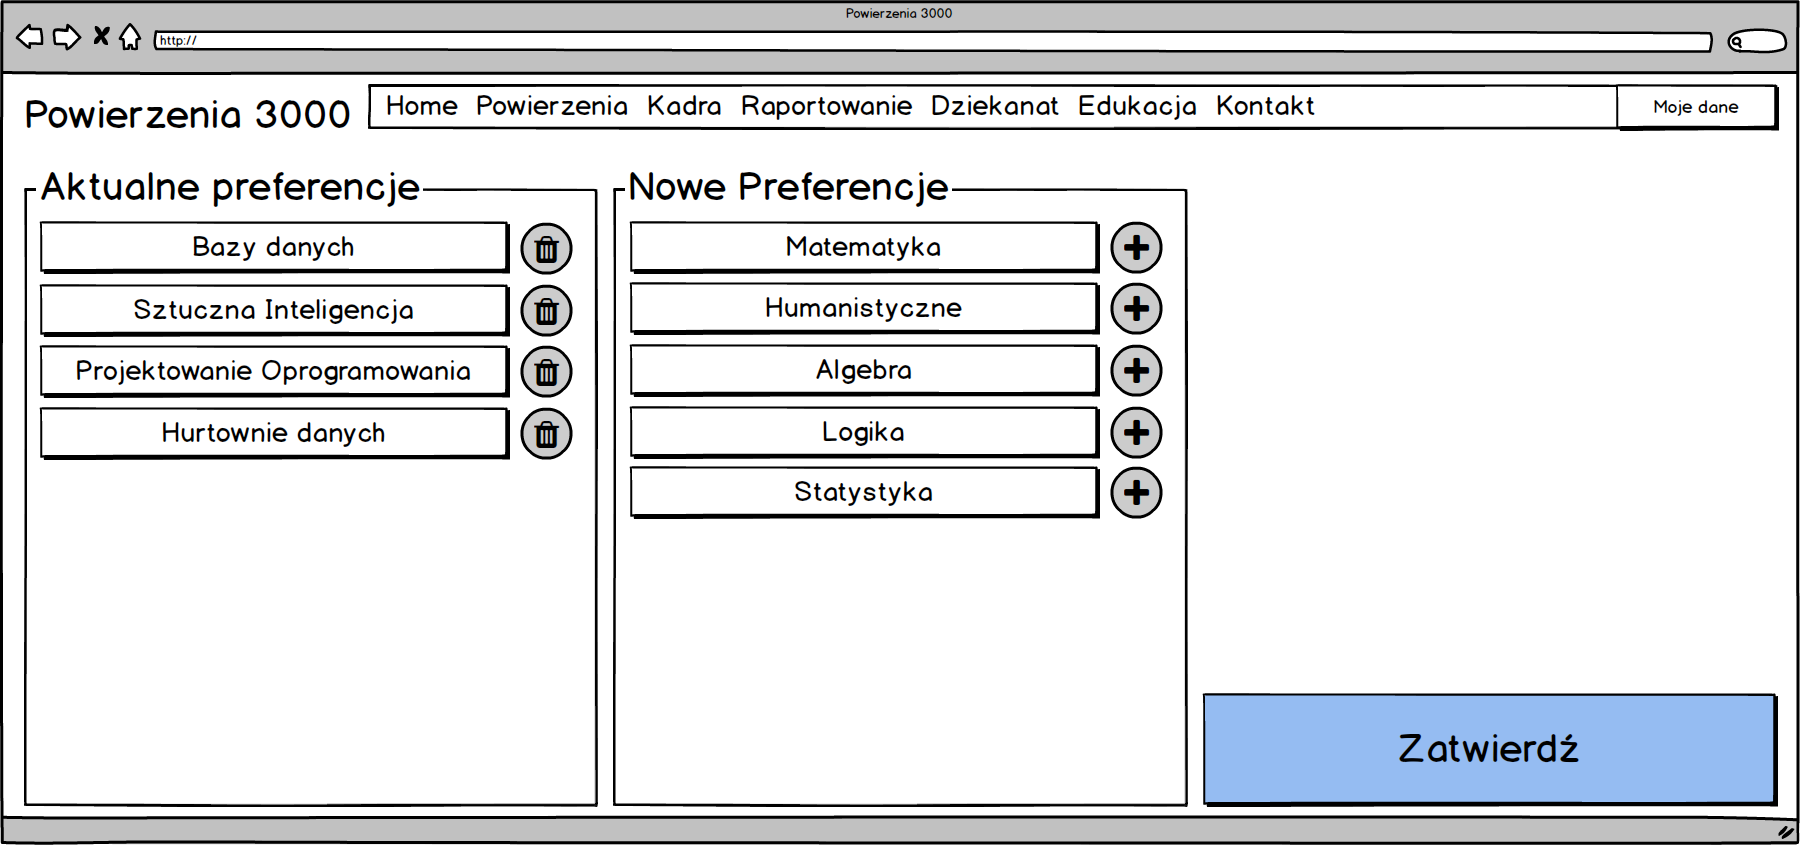 Powierzenia 3000
http://
Powierzenia 3000
Home Powierzenia Kadra Raportowanie Dziekanat Edukacja Kontakt
Moje dane
Aktualne preferencje
Bazy danych
Sztuczna Inteligencja
Projektowanie Oprogramowania
Hurtownie danych
Nowe Preferencje
Matematyka
Humanistyczne
Algebra
Logika
Statystyka
Zatwierdź